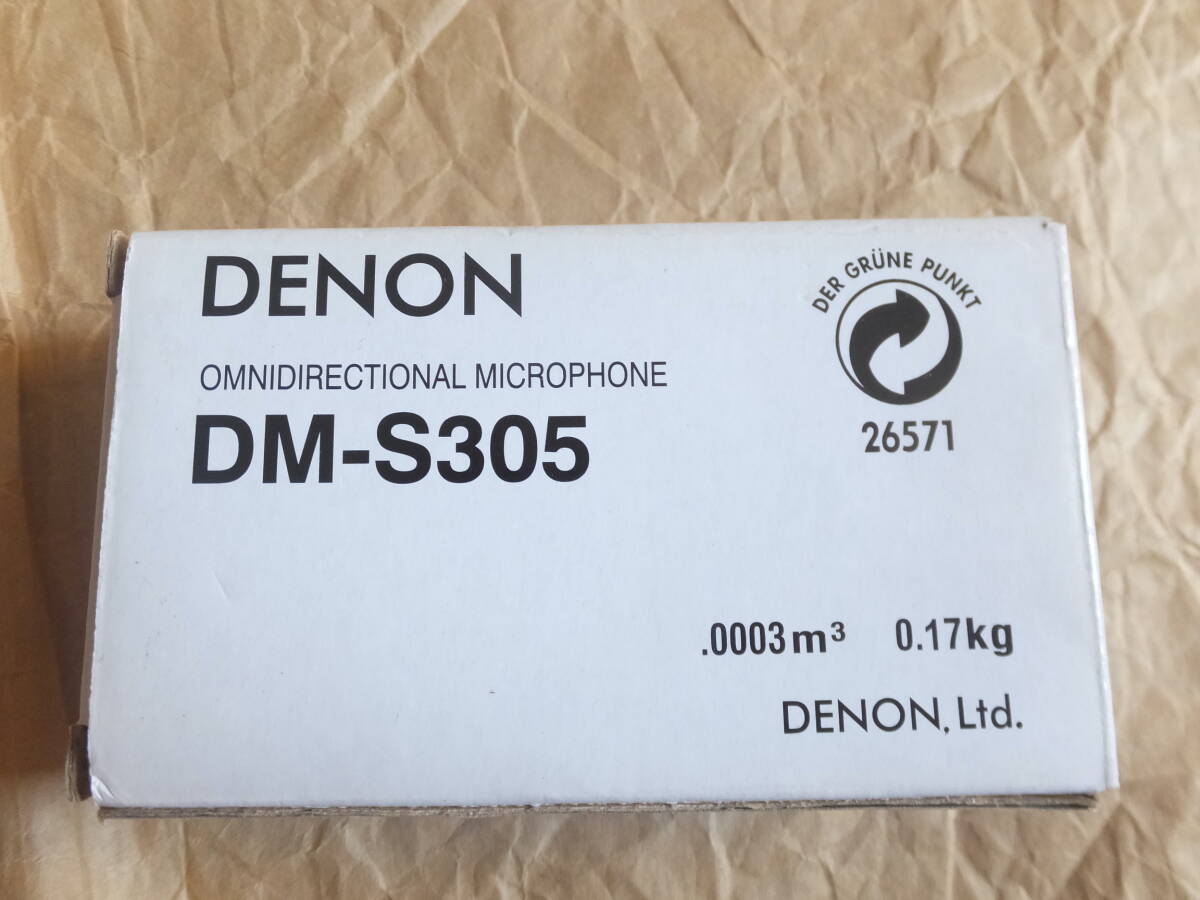 DENON
OMNIDIRECTIONAL MICROPHONE
DM-S305
DER GRÜNE PUNKT
26571
.0003m³ 0.17kg
DENON, Ltd.